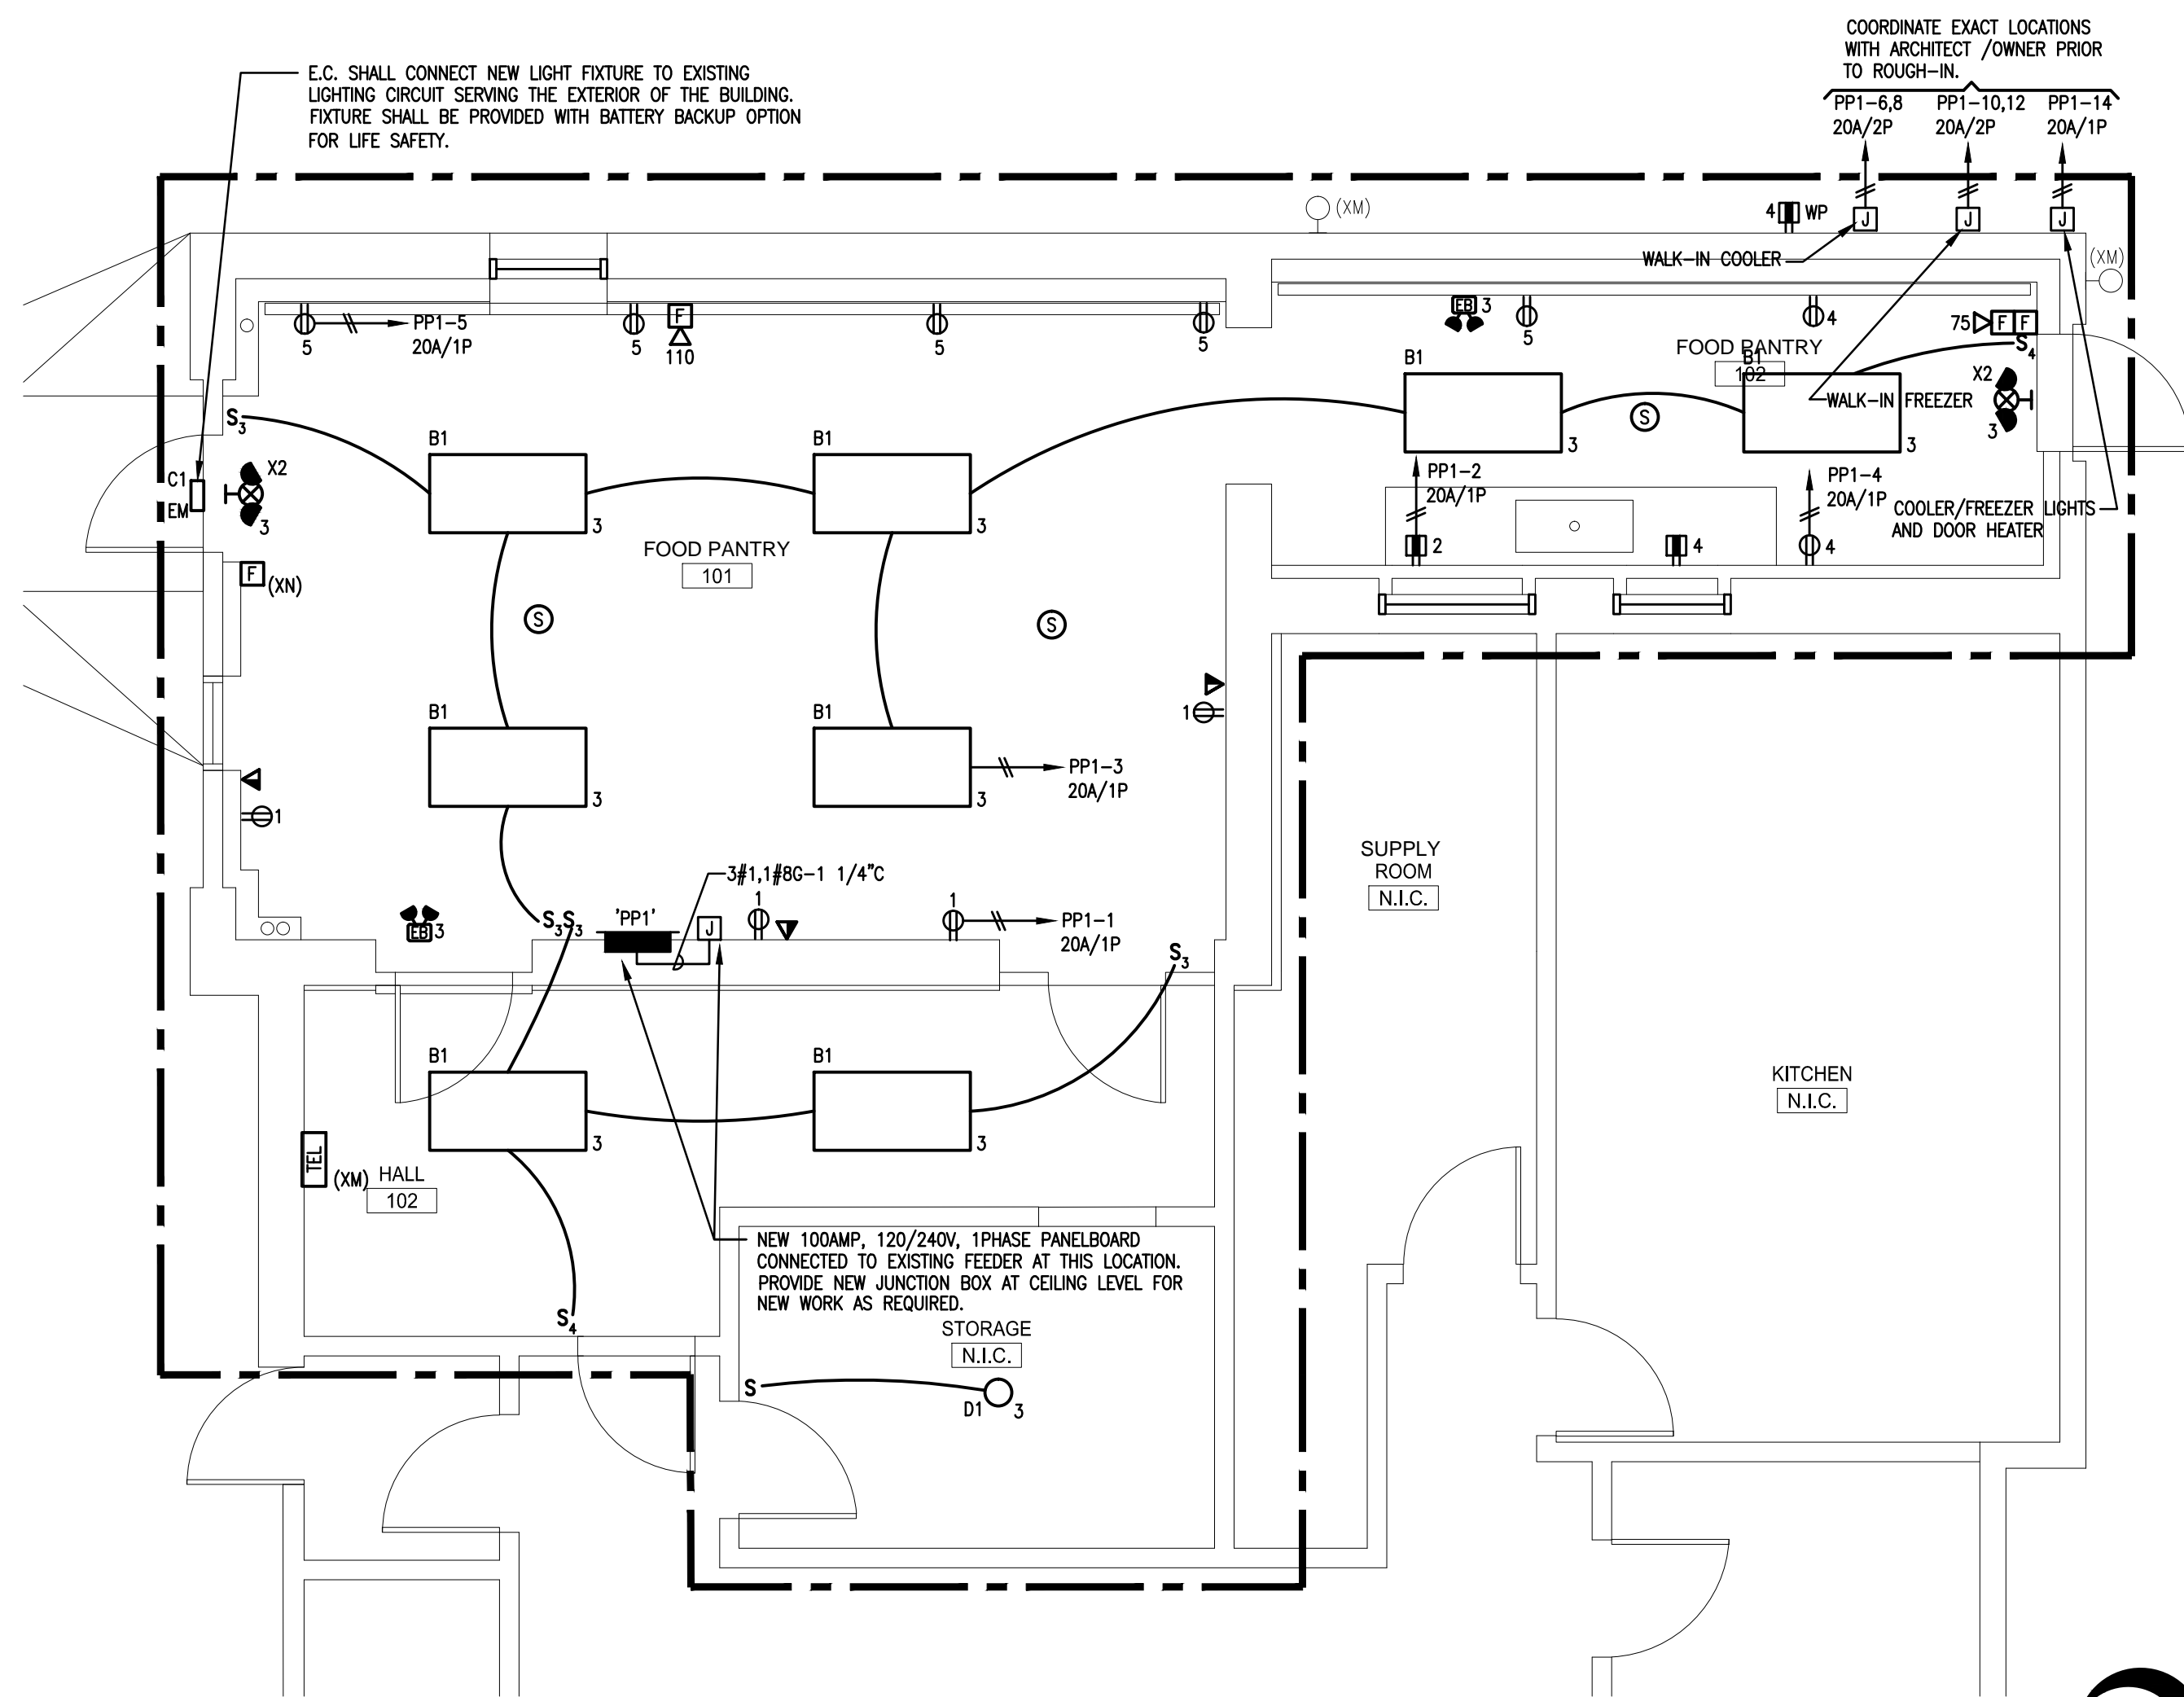 COORDINATE EXACT LOCATIONS
WITH ARCHITECT /OWNER PRIOR
TO ROUGH-IN.
E.C. SHALL CONNECT NEW LIGHT FIXTURE TO EXISTING
LIGHTING CIRCUIT SERVING THE EXTERIOR OF THE BUILDING.
FIXTURE SHALL BE PROVIDED WITH BATTERY BACKUP OPTION
FOR LIFE SAFETY.
PP1-6,8
20A/2P
PP1-10,12
20A/2P
PP1-14
20A/1P
(XM)
4 WP
J
J
J
WALK-IN COOLER
(XM)
PP1-5
20A/1P
5
5
F
110
5
5
EB 3
5
4
75 F F
FOOD PANTRY
102
S4
B1
3
S
B1
3
WALK-IN FREEZER
X2
3
S3
C1
EM
X2
3
B1
3
B1
3
PP1-2
20A/1P
PP1-4
20A/1P
COOLER/FREEZER LIGHTS
AND DOOR HEATER
2
4
4
FOOD PANTRY
101
F (XN)
S
S
1
B1
3
B1
3
PP1-3
20A/1P
1
SUPPLY
ROOM
N.I.C.
3#1,1#8G-1 1/4"C
EB 3
S3 S3
'PP1'
J
1
1
PP1-1
20A/1P
S3
B1
3
B1
3
KITCHEN
N.I.C.
TEL
(XM)
HALL
102
NEW 100AMP, 120/240V, 1PHASE PANELBOARD
CONNECTED TO EXISTING FEEDER AT THIS LOCATION.
PROVIDE NEW JUNCTION BOX AT CEILING LEVEL FOR
NEW WORK AS REQUIRED.
S4
STORAGE
N.I.C.
S
D1
3